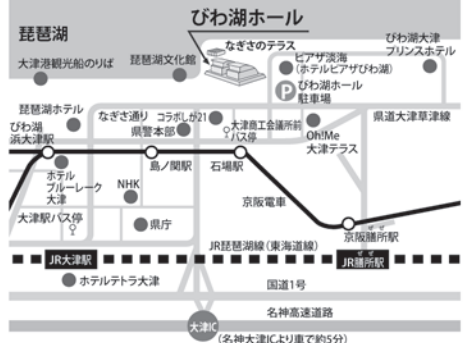 びわ湖ホール
琵琶湖
なぎさのテラス
びわ湖大津
プリンスホテル
大津港観光船のりば
琵琶湖文化館
ピアザ淡海
(ホテルピアザびわ湖)
P
びわ湖ホール
駐車場
琵琶湖ホテル
なぎさ通り
コラボしが21
県道大津草津線
びわ湖
浜大津駅
県警本部
大津商工会議所前
バス停
Oh!Me
大津テラス
ホテル
ブルーレーク
大津
島ノ関駅
石場駅
NHK
京阪電車
大津駅バス停
県庁
ぜぜ
京阪膳所駅
JR琵琶湖線(東海道線)
JR大津駅
ぜぜ
JR膳所駅
ホテルテトラ大津
国道1号
名神高速道路
大津IC
(名神大津ICより車で約5分)